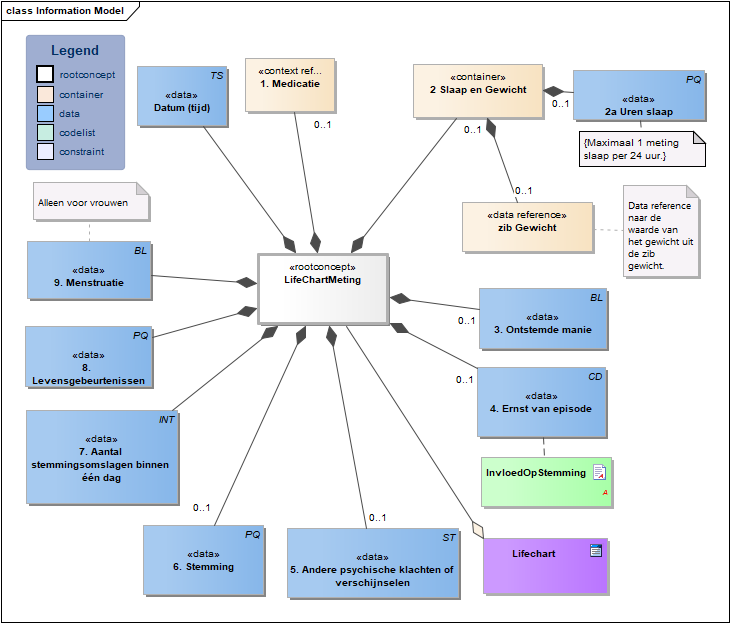 class Information Model
Legend
rootconcept
container
data
codelist
constraint
TS
«data»
Datum (tijd)
«context ref...
1. Medicatie
0..1
«container»
2 Slaap en Gewicht
0..1
0..1
PQ
«data»
2a Uren slaap
{Maximaal 1 meting
slaap per 24 uur.}
0..1
«data reference»
zib Gewicht
Data reference
naar de
waarde van
het gewicht uit
de zib
gewicht.
Alleen voor vrouwen
BL
«data»
9. Menstruatie
«rootconcept»
LifeChartMeting
BL
«data»
3. Ontstemde manie
0..1
PQ
«data»
8.
Levensgebeurtenissen
CD
«data»
4. Ernst van episode
0..1
INT
«data»
7. Aantal
stemmingsomslagen binnen
één dag
InvloedOpStemming
A
0..1
PQ
«data»
6. Stemming
0..1
ST
«data»
5. Andere psychische klachten of
verschijnselen
Lifechart